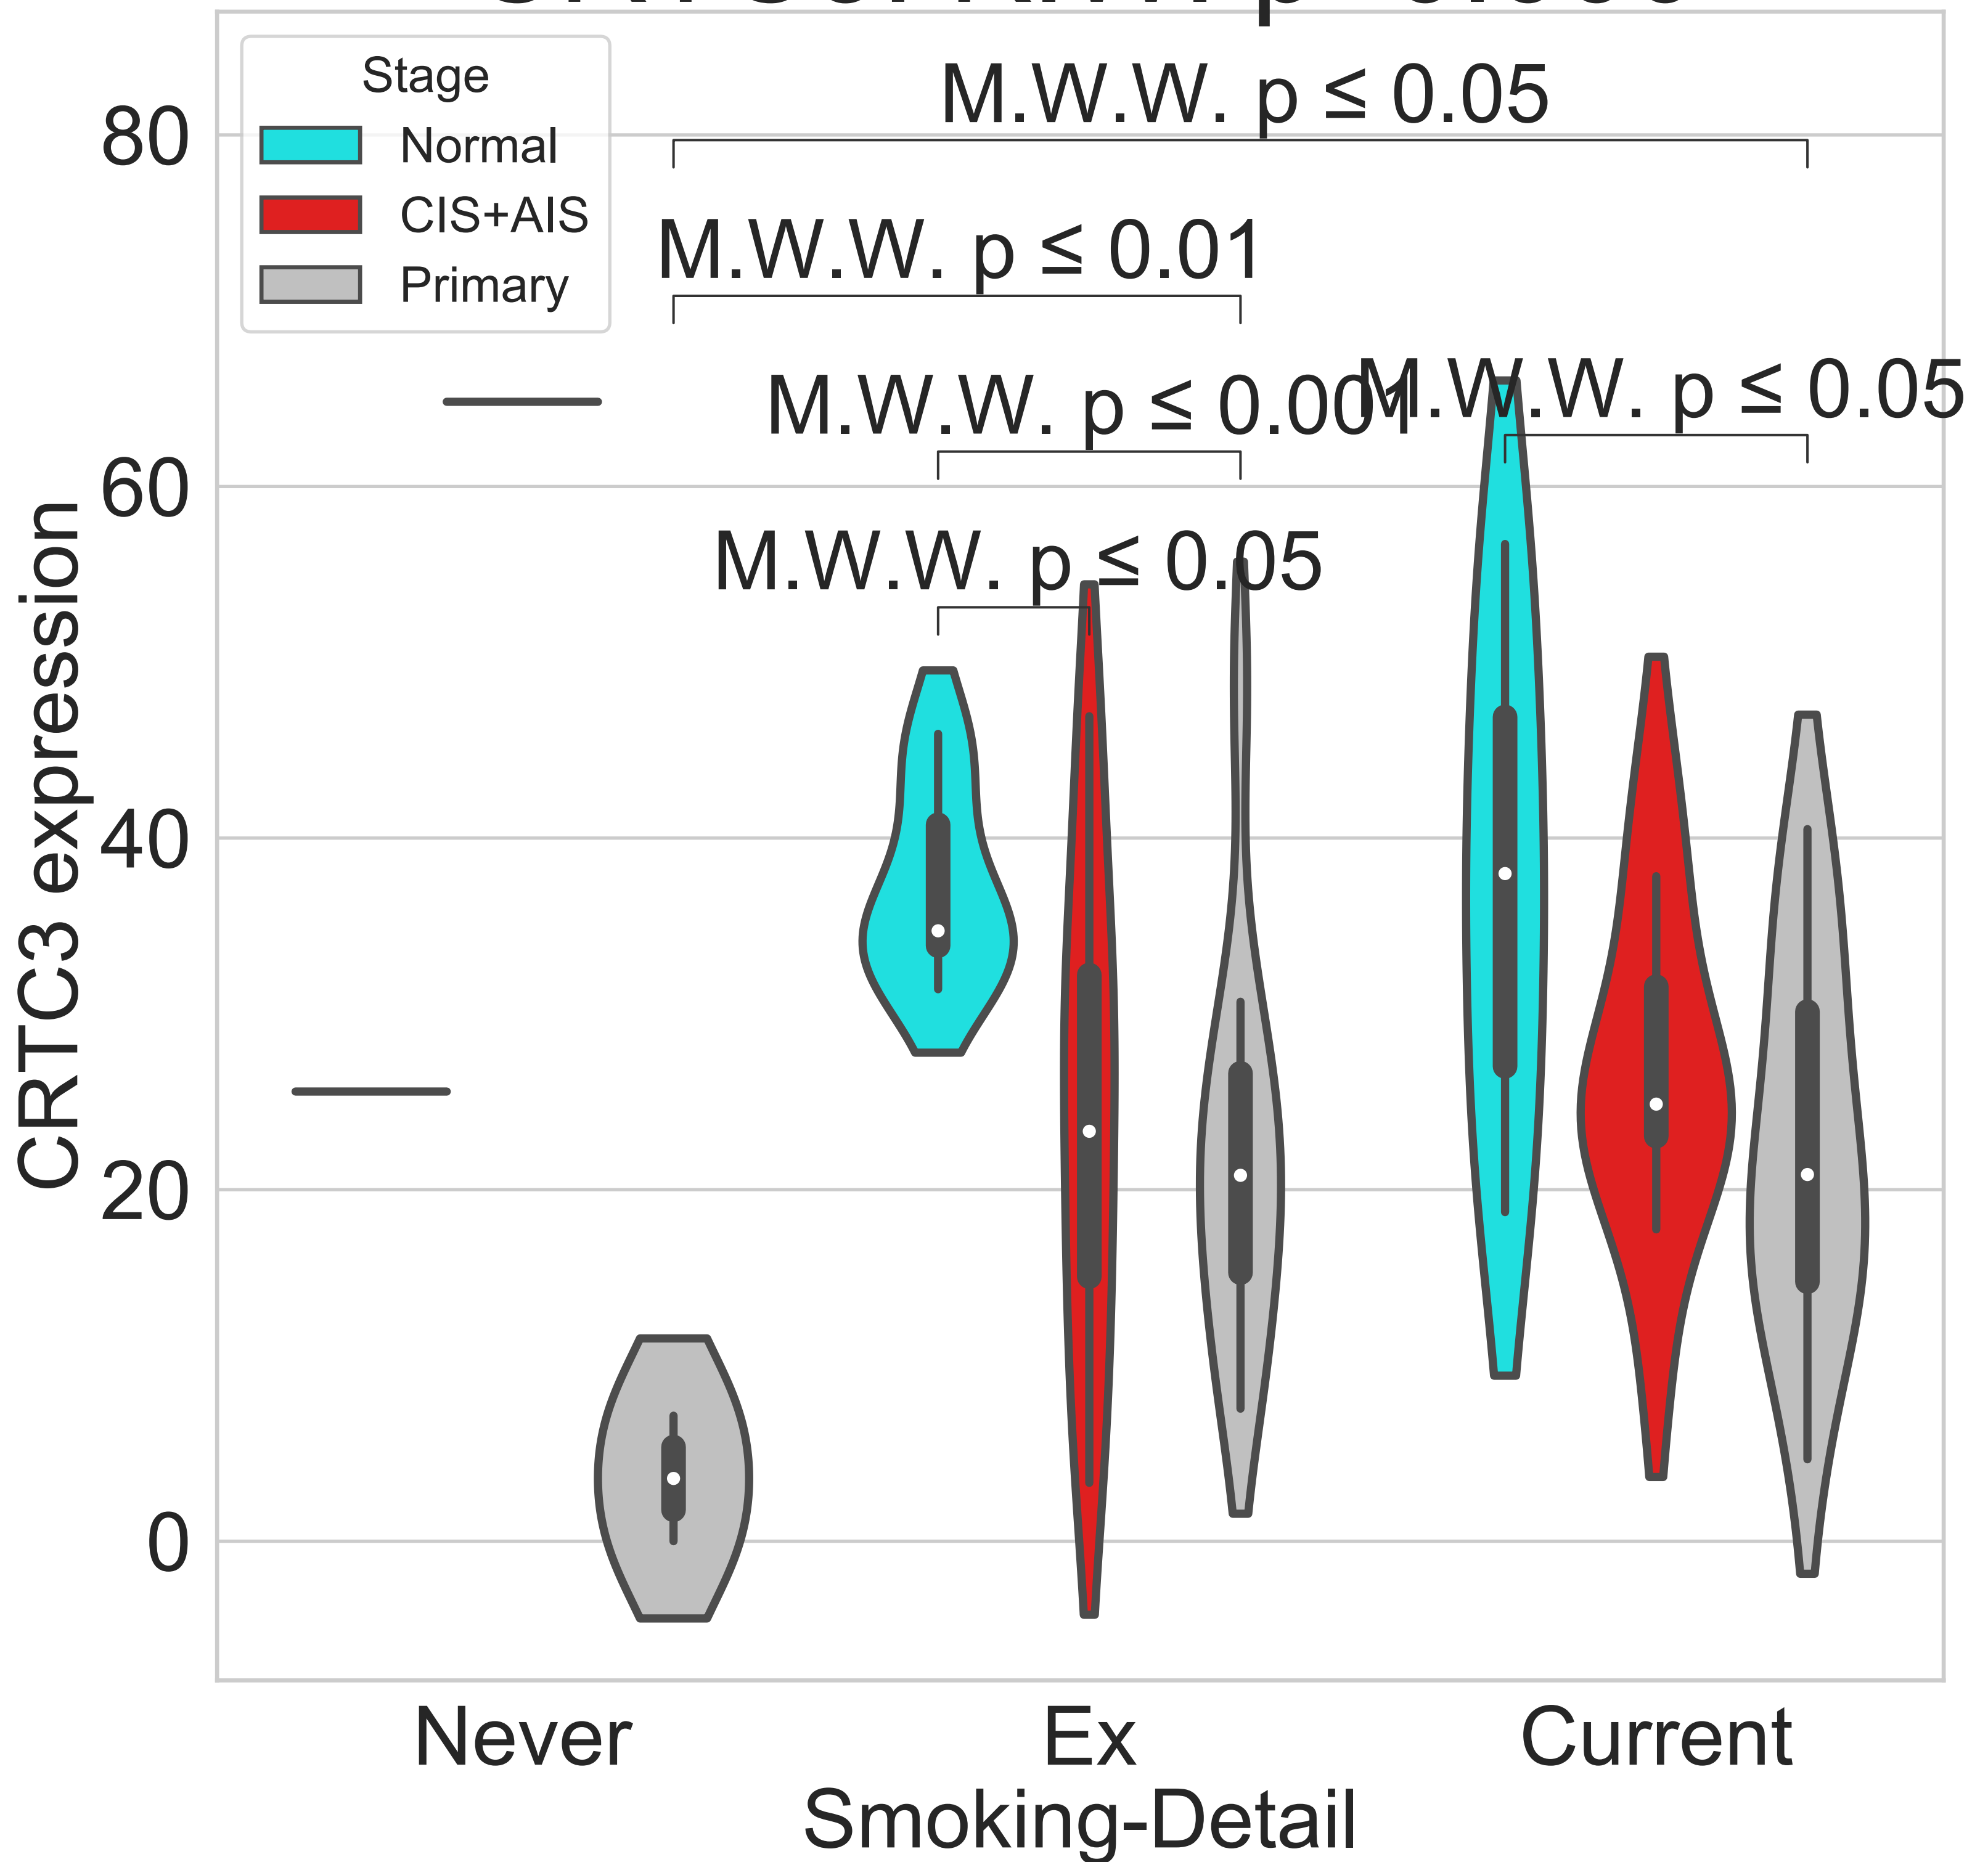 Stage
Normal
CIS+AIS
Primary
M.W.W. p ≤ 0.05
M.W.W. p ≤ 0.01
M.W.W. p ≤ 0.001
M.W.W. p ≤ 0.05
M.W.W. p ≤ 0.05
80
60
40
20
0
CRTC3 expression
Never
Ex
Current
Smoking-Detail